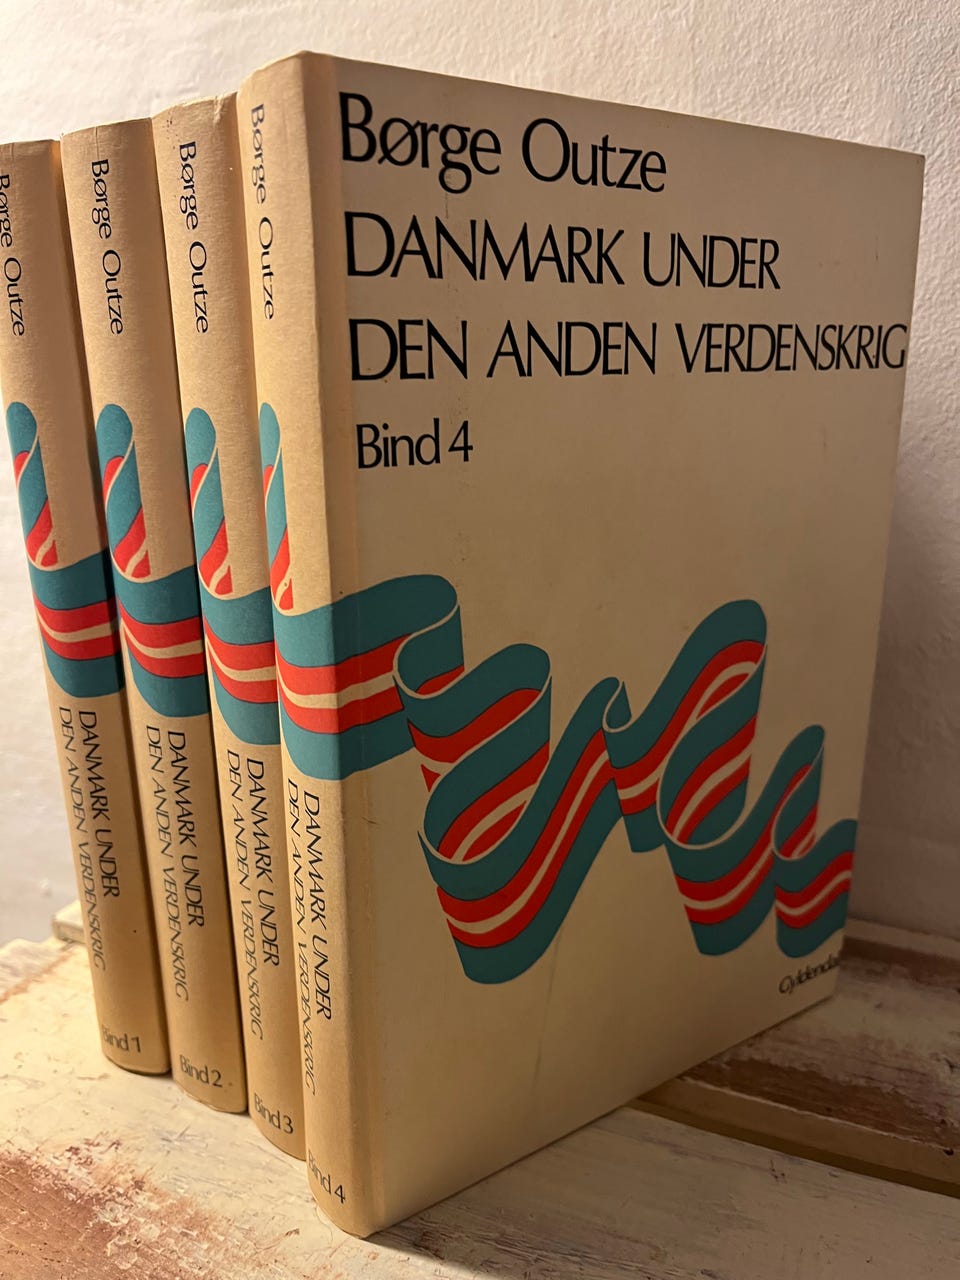 Børge Outze
DANMARK UNDER
DEN ANDEN VERDENSKRIG
Bind 1
Børge Outze
DANMARK UNDER
DEN ANDEN VERDENSKRIG
Bind 2
Børge Outze
DANMARK UNDER
DEN ANDEN VERDENSKRIG
Bind 3
Børge Outze
DANMARK UNDER
DEN ANDEN VERDENSKRIG
Bind 4
Børge Outze
DANMARK UNDER
DEN ANDEN VERDENSKRIG
Bind 4
Gyldendal